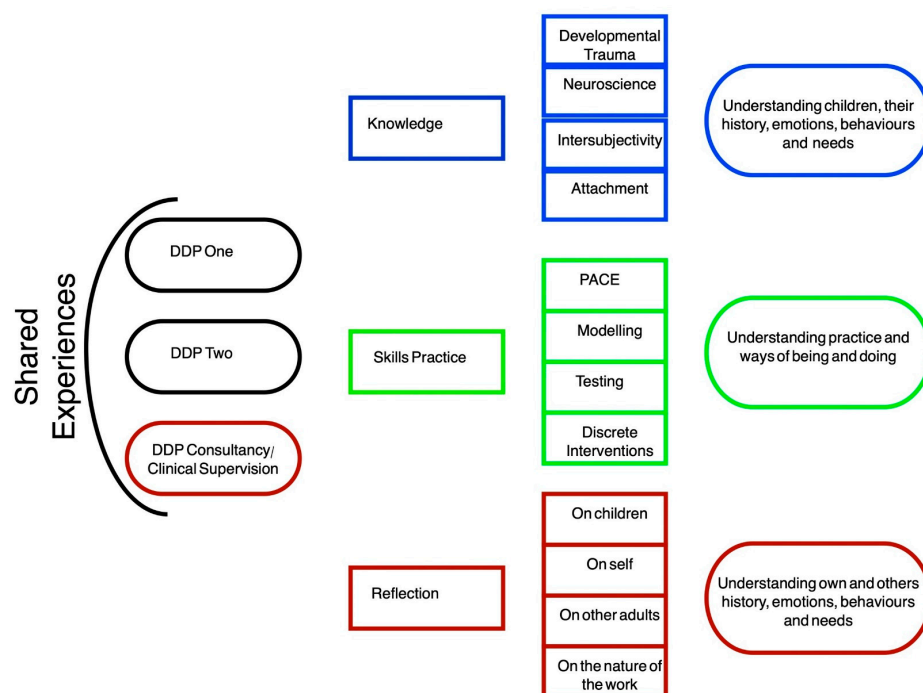 Shared
Experiences
DDP One
DDP Two
DDP Consultancy/
Clinical Supervision
Knowledge
Developmental
Trauma
Neuroscience
Intersubjectivity
Attachment
Understanding children, their
history, emotions, behaviours
and needs
Skills Practice
PACE
Modelling
Testing
Discrete
Interventions
Understanding practice and
ways of being and doing
Reflection
On children
On self
On other adults
On the nature of
the work
Understanding own and others
history, emotions, behaviours
and needs